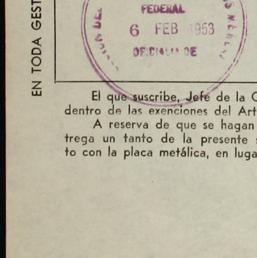 EN TODA GEST
FEDERAL
6 FEB 1953
OFICIALIA DE
El que suscribe, Jefe de la C
dentro de las exenciones del Art
A reserva de que se hagan
trega un tanto de la presente s
to con la placa metálica, en luga